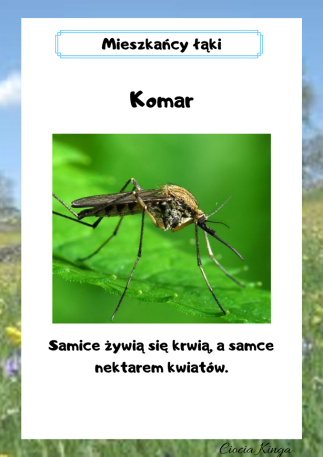 Mieszkańcy łąki
Komar
Samice żywią się krwią, a samce
nektarem kwiatów.
Ciocia Kinga